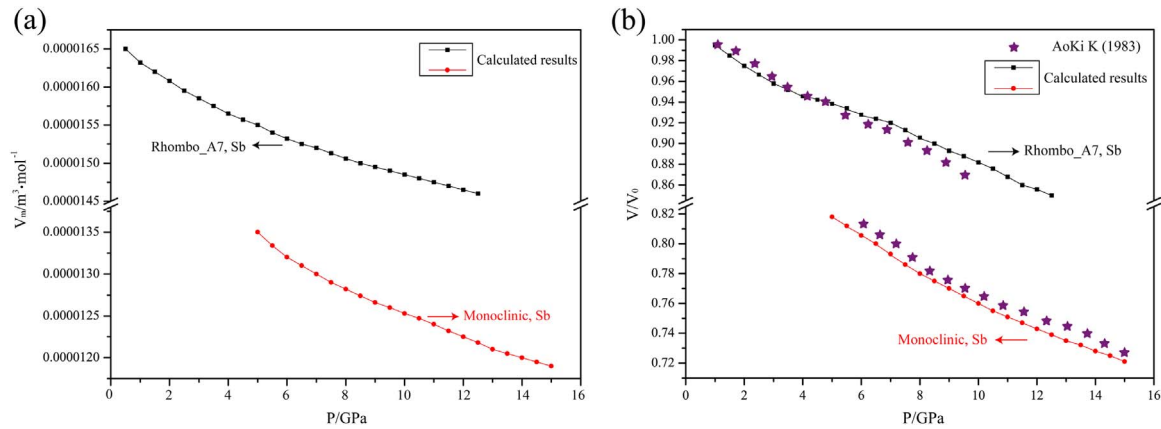 (a)
0.0000165
0.0000160
0.0000155
0.0000150
0.0000145
0.0000135
0.0000130
0.0000125
0.0000120
Vm/m³·mol⁻¹
Calculated results
Rhombo_A7, Sb
Monoclinic, Sb
0 2 4 6 8 10 12 14 16
P/GPa
(b)
1.00
0.98
0.96
0.94
0.92
0.90
0.88
0.86
0.82
0.80
0.78
0.76
0.74
0.72
V/V₀
AoKi K (1983)
Calculated results
Rhombo_A7, Sb
Monoclinic, Sb
0 2 4 6 8 10 12 14 16
P/GPa